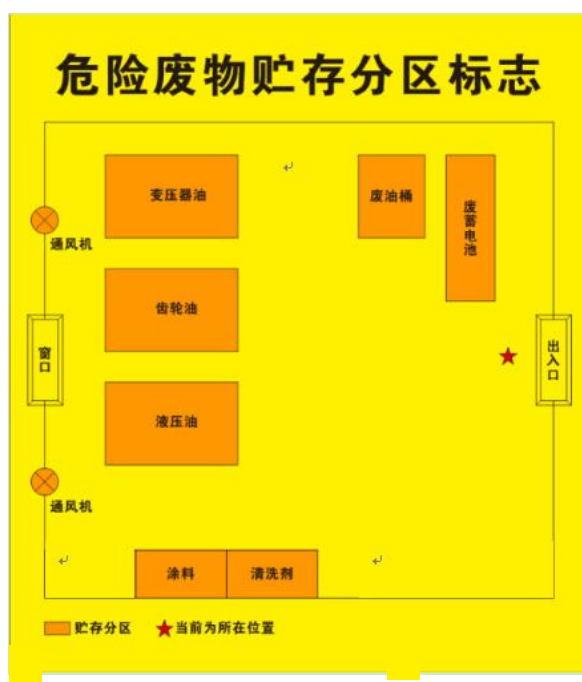 危险废物贮存分区标志
变压器油
废油桶
废蓄电池
通风机
齿轮油
窗口
出入口
液压油
通风机
涂料
清洗剂
贮存分区
当前为所在位置